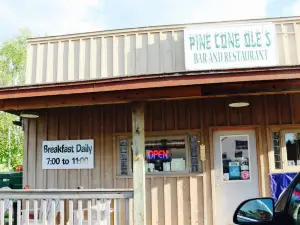 PINE CONE OLE'S
BAR AND RESTAURANT
Breakfast Daily
7:00 to 11:00
OPEN